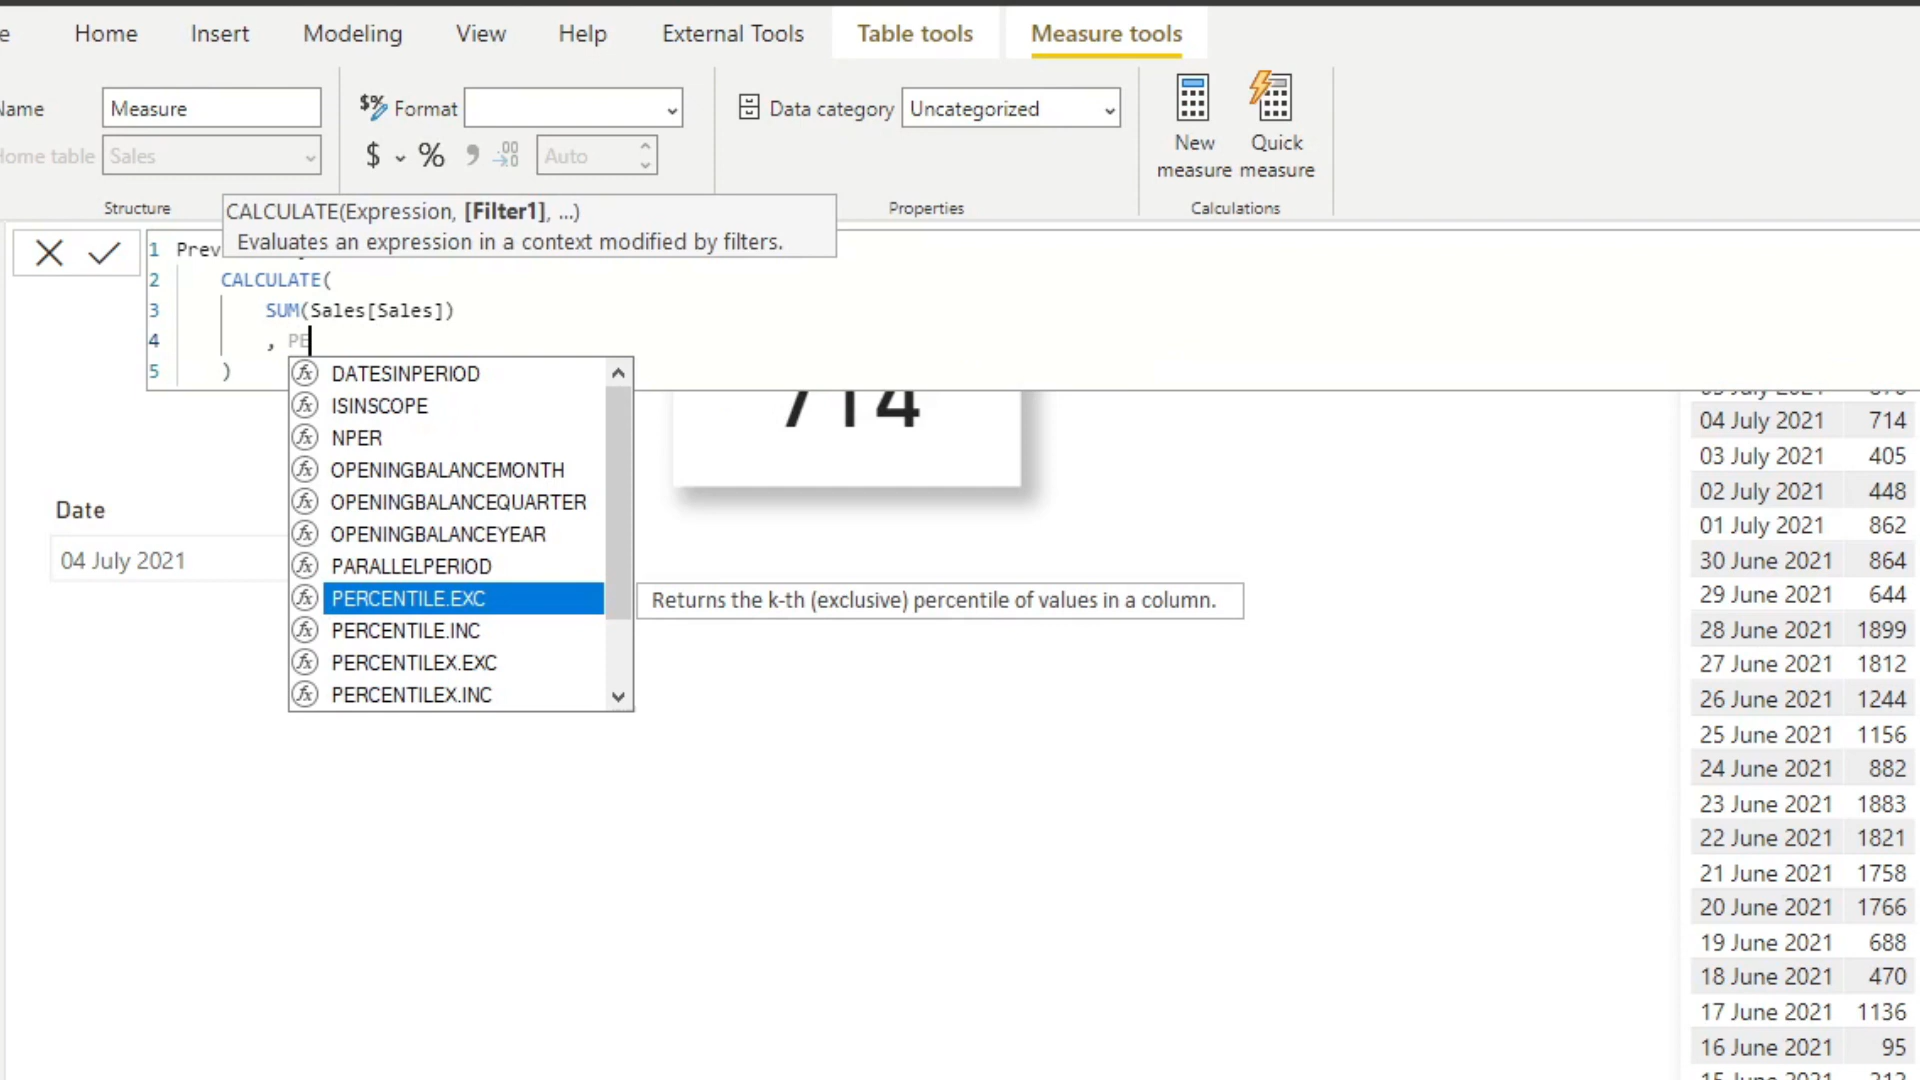 Home Insert Modeling View Help External Tools Table tools Measure tools
Measure
Format
Data category Uncategorized
Sales
$ % Auto
New measure
Quick measure
Structure
Properties
Calculations
CALCULATE(Expression, [Filter1], ...)
Evaluates an expression in a context modified by filters.
1 Prev
2 CALCULATE(
3 SUM(Sales[Sales])
4 , PE
5 )
DATESINPERIOD
ISINSCOPE
NPER
OPENINGBALANCEMONTH
OPENINGBALANCEQUARTER
OPENINGBALANCEYEAR
PARALLELPERIOD
PERCENTILE.EXC
PERCENTILE.INC
PERCENTILEX.EXC
PERCENTILEX.INC
Returns the k-th (exclusive) percentile of values in a column.
714
Date
04 July 2021
04 July 2021 714
03 July 2021 405
02 July 2021 448
01 July 2021 862
30 June 2021 864
29 June 2021 644
28 June 2021 1899
27 June 2021 1812
26 June 2021 1244
25 June 2021 1156
24 June 2021 882
23 June 2021 1883
22 June 2021 1821
21 June 2021 1758
20 June 2021 1766
19 June 2021 688
18 June 2021 470
17 June 2021 1136
16 June 2021 95